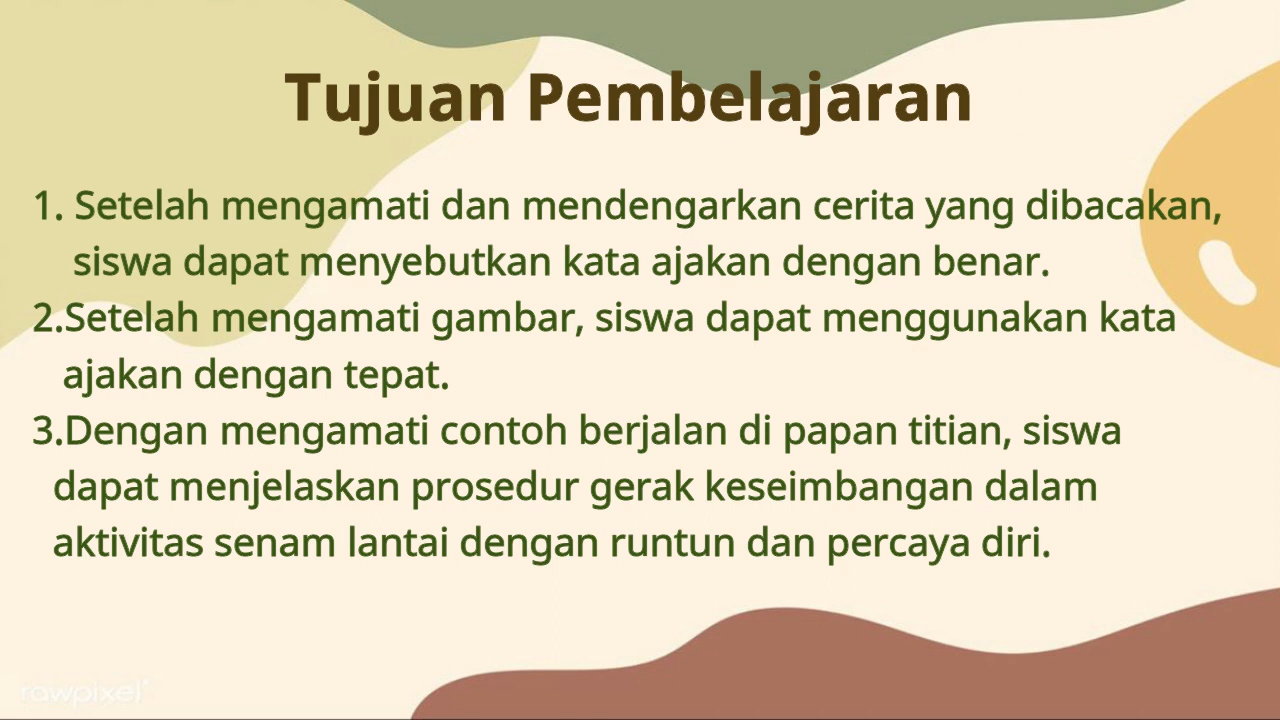 Tujuan Pembelajaran
1. Setelah mengamati dan mendengarkan cerita yang dibacakan,
siswa dapat menyebutkan kata ajakan dengan benar.
2.Setelah mengamati gambar, siswa dapat menggunakan kata
ajakan dengan tepat.
3.Dengan mengamati contoh berjalan di papan titian, siswa
dapat menjelaskan prosedur gerak keseimbangan dalam
aktivitas senam lantai dengan runtun dan percaya diri.
rawpixel